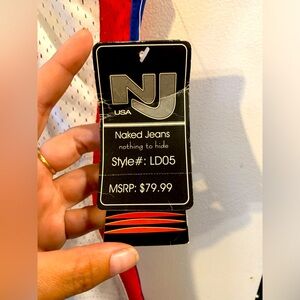 NJ
USA
Naked Jeans
nothing to hide
Style#: LD05
MSRP: $79.99